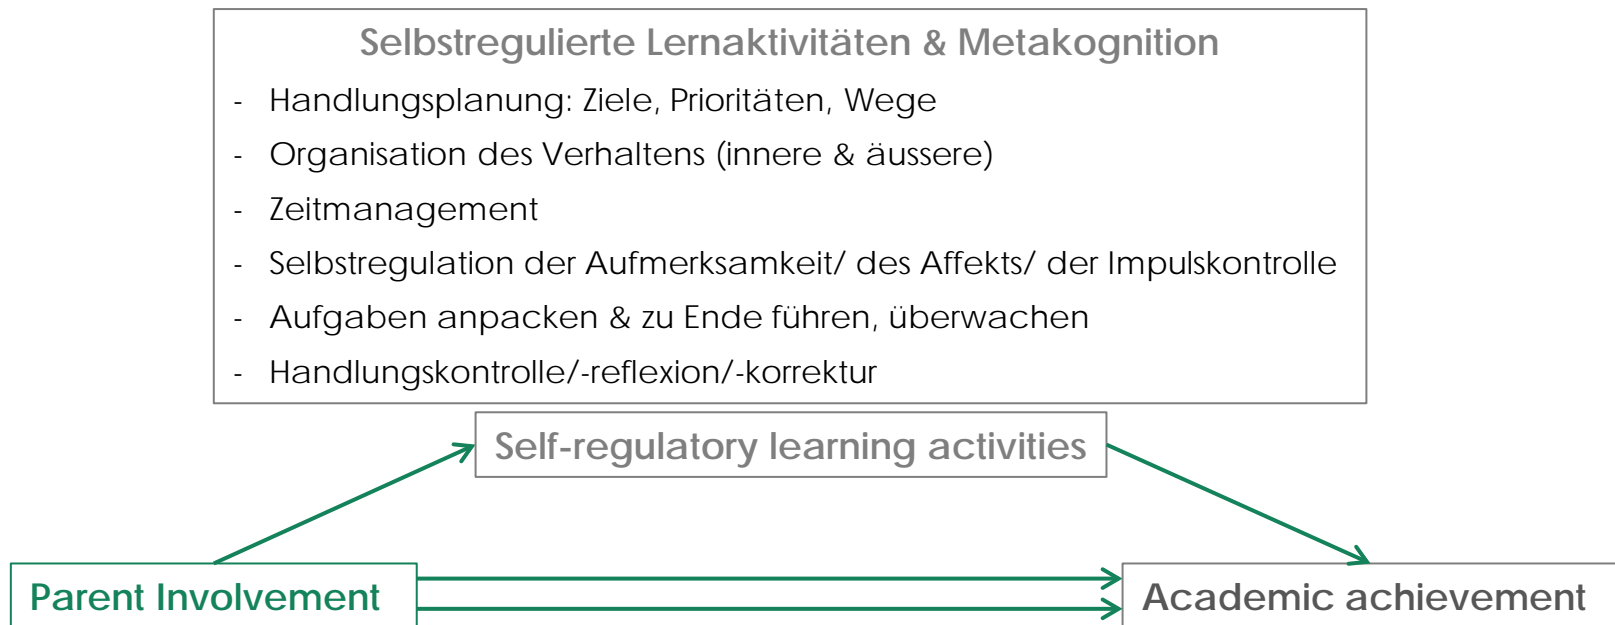 Selbstregulierte Lernaktivitäten & Metakognition
- Handlungsplanung: Ziele, Prioritäten, Wege
- Organisation des Verhaltens (innere & äussere)
- Zeitmanagement
- Selbstregulation der Aufmerksamkeit/ des Affekts/ der Impulskontrolle
- Aufgaben anpacken & zu Ende führen, überwachen
- Handlungskontrolle/-reflexion/-korrektur
Self-regulatory learning activities
Parent Involvement
Academic achievement